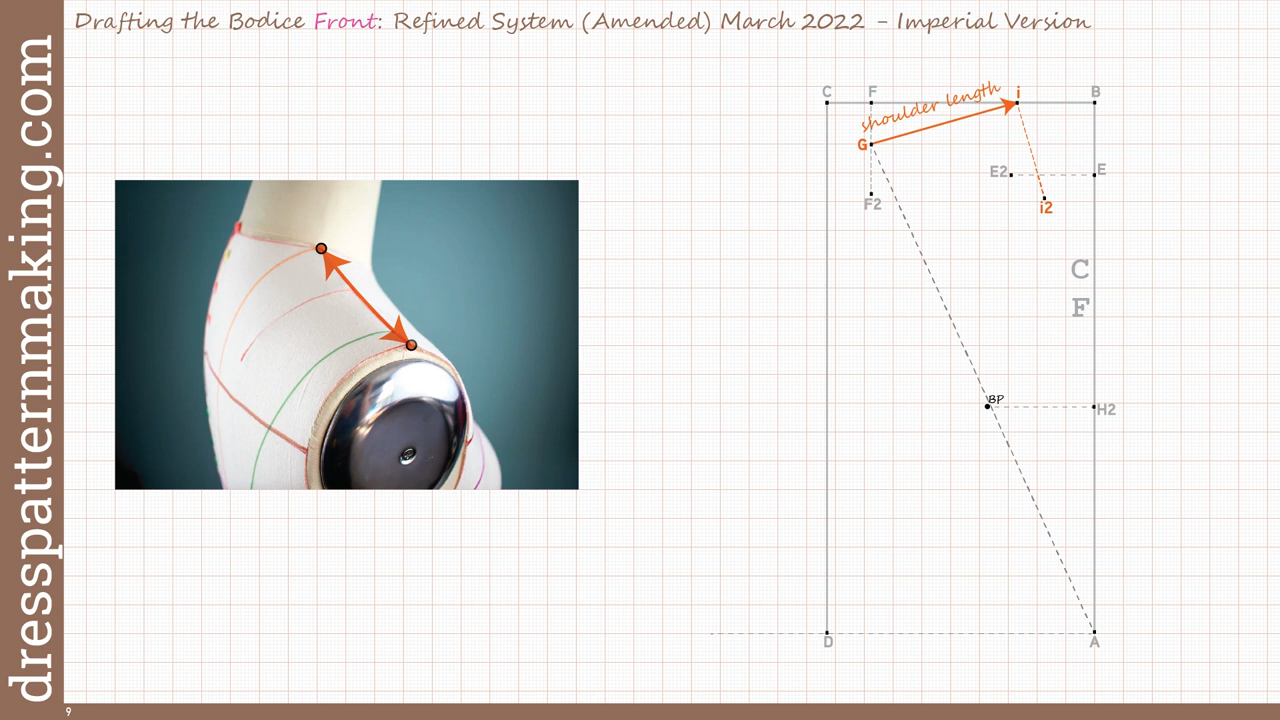 Drafting the Bodice Front: Refined System (Amended) March 2022 - Imperial Version
dresspatternmaking.com
C
F
i
B
shoulder length
G
E2
E
F2
i2
C
F
BP
H2
D
A
9